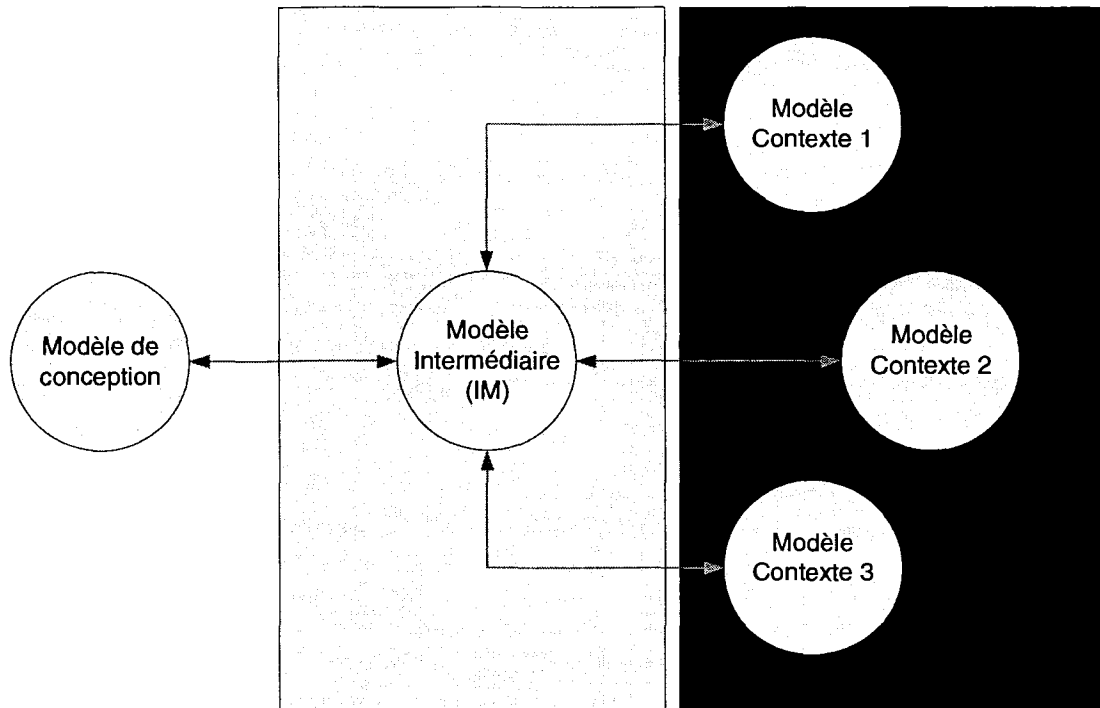 Modèle de
conception
Modèle
Intermédiaire
(IM)
Modèle
Contexte 1
Modèle
Contexte 2
Modèle
Contexte 3